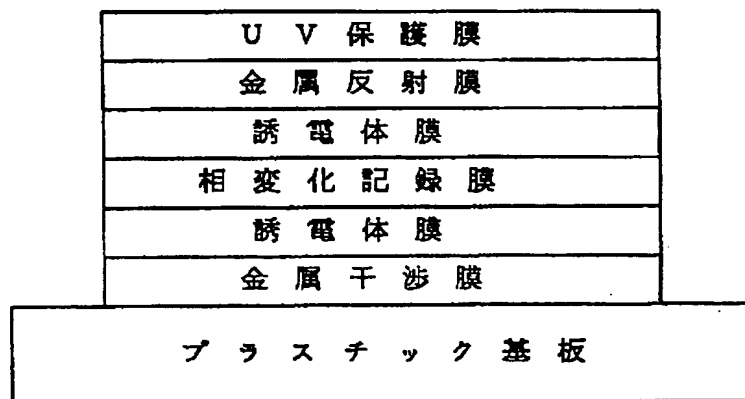 UV保護膜
金属反射膜
誘電体膜
相変化記録膜
誘電体膜
金属干渉膜
プラスチック基板